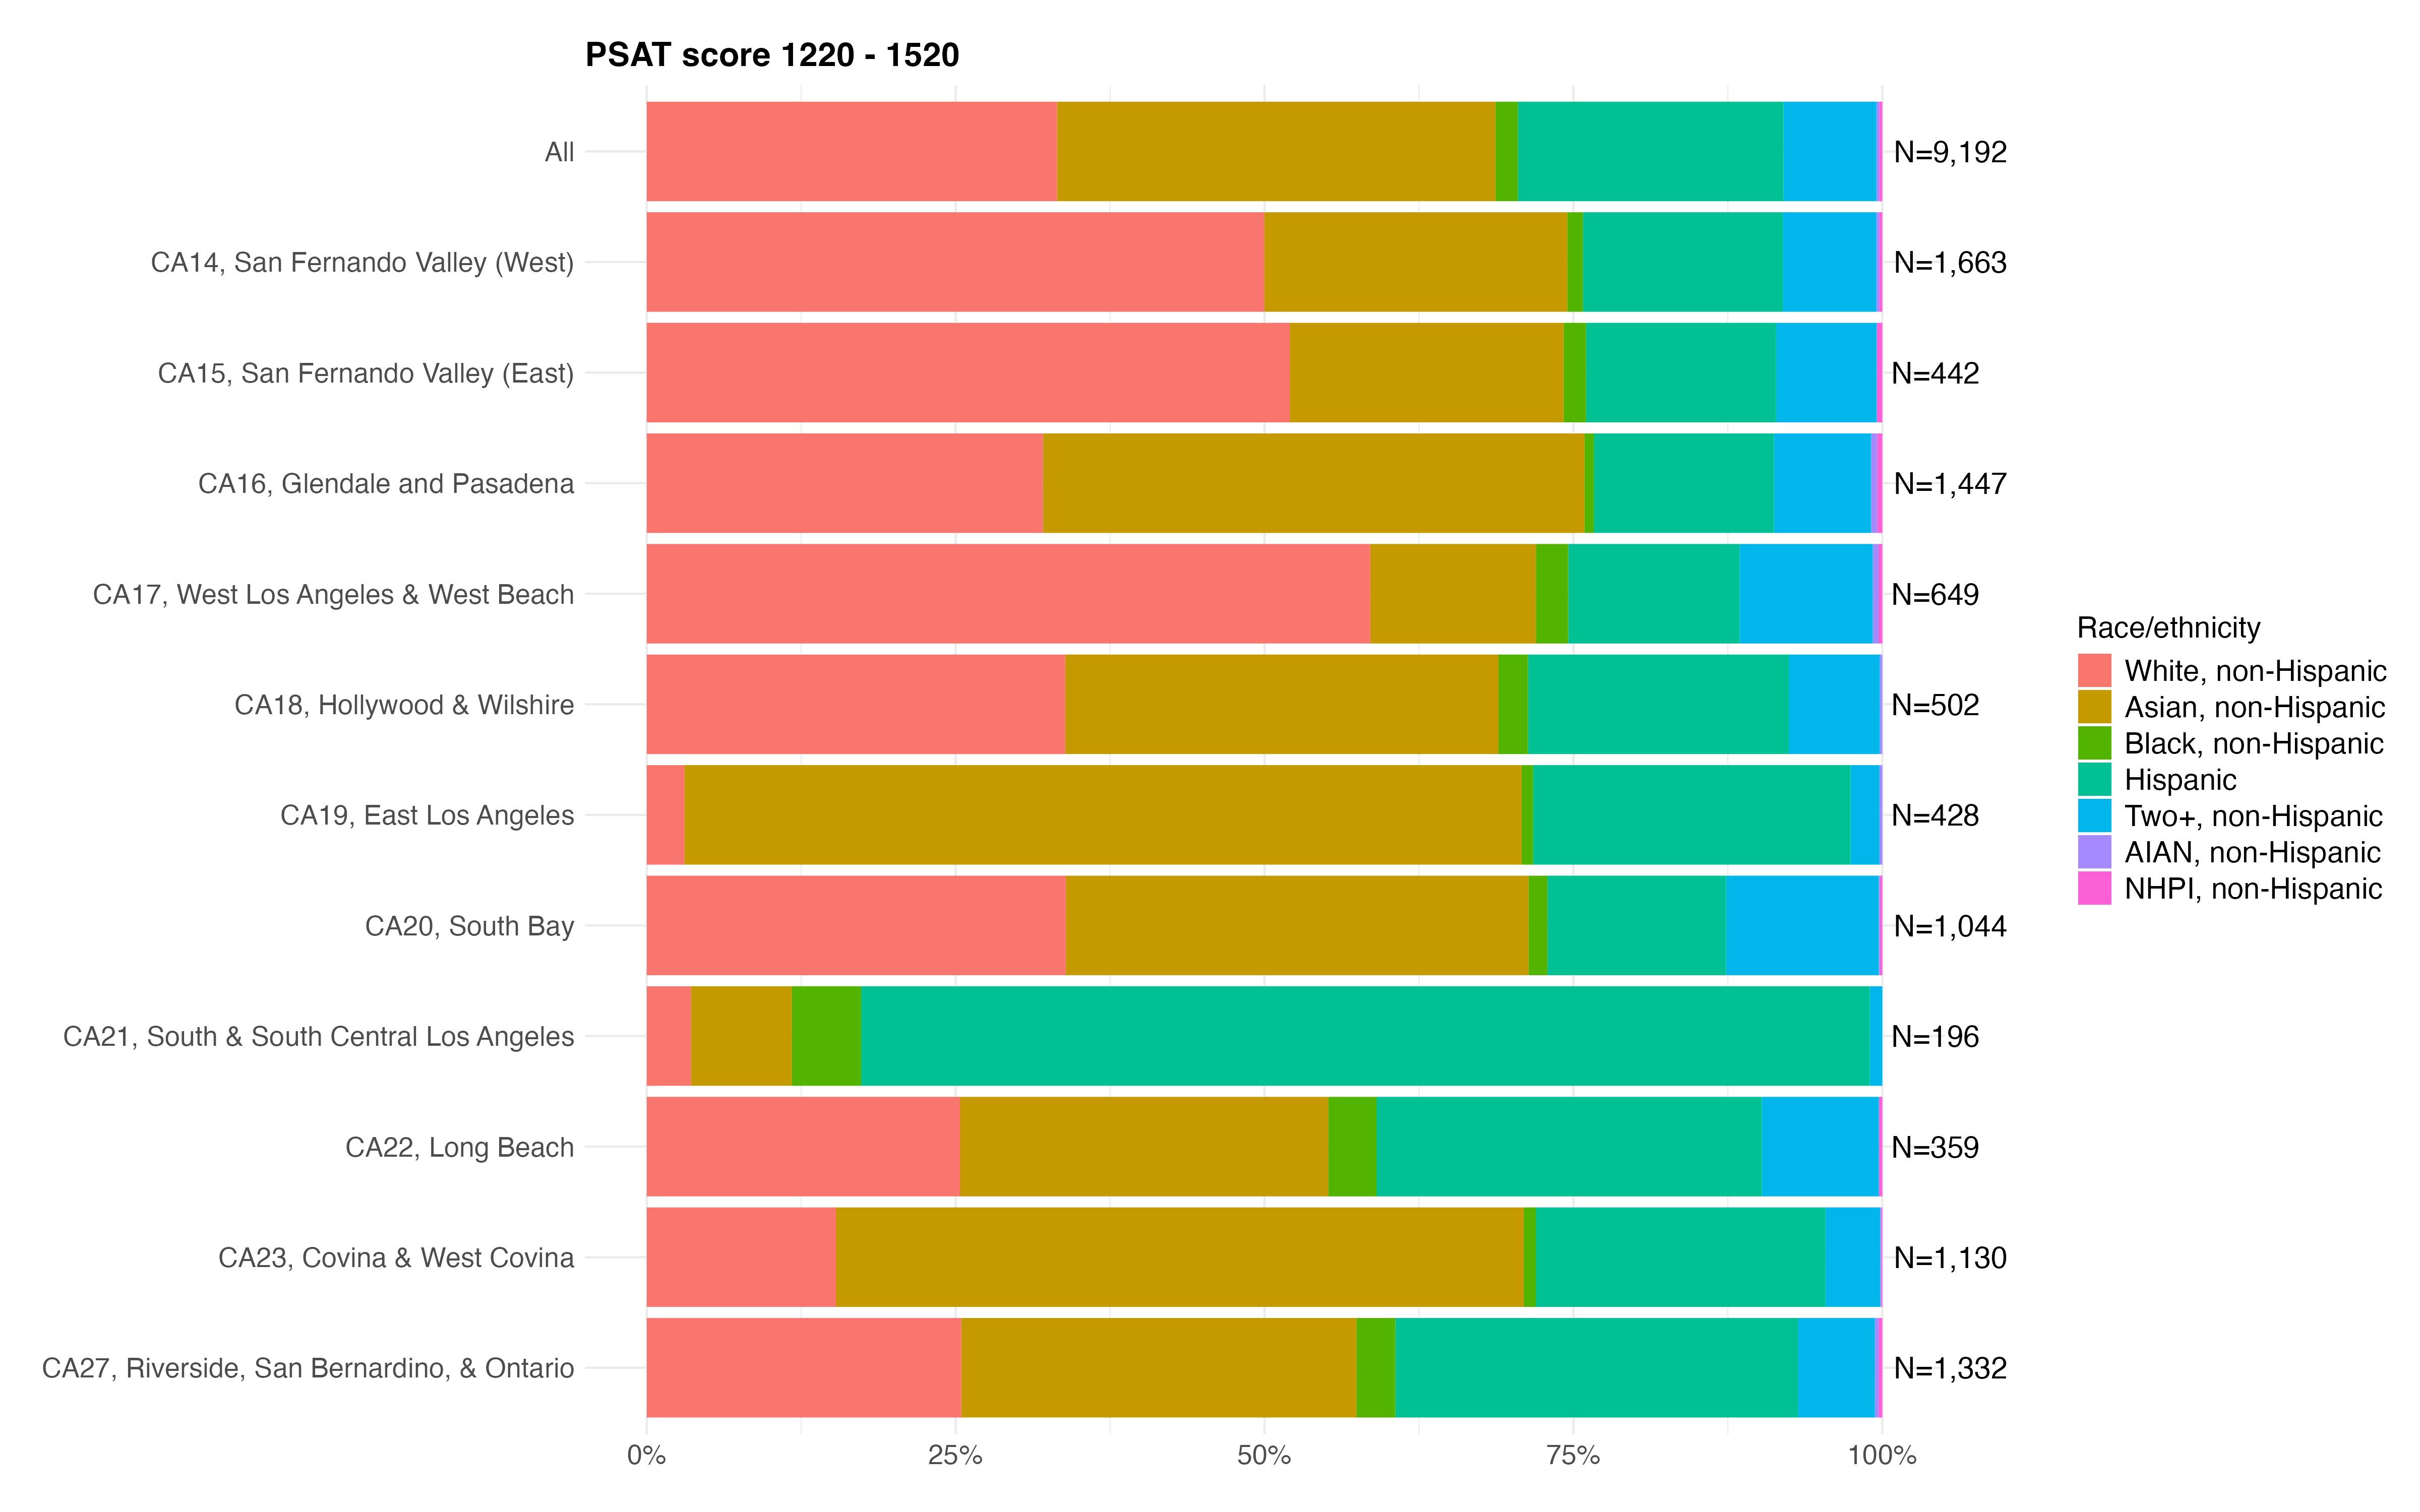 PSAT score 1220 - 1520
All
N=9,192
CA14, San Fernando Valley (West)
N=1,663
CA15, San Fernando Valley (East)
N=442
CA16, Glendale and Pasadena
N=1,447
CA17, West Los Angeles & West Beach
N=649
CA18, Hollywood & Wilshire
N=502
CA19, East Los Angeles
N=428
CA20, South Bay
N=1,044
CA21, South & South Central Los Angeles
N=196
CA22, Long Beach
N=359
CA23, Covina & West Covina
N=1,130
CA27, Riverside, San Bernardino, & Ontario
N=1,332
0% 25% 50% 75% 100%
Race/ethnicity
White, non-Hispanic
Asian, non-Hispanic
Black, non-Hispanic
Hispanic
Two+, non-Hispanic
AIAN, non-Hispanic
NHPI, non-Hispanic